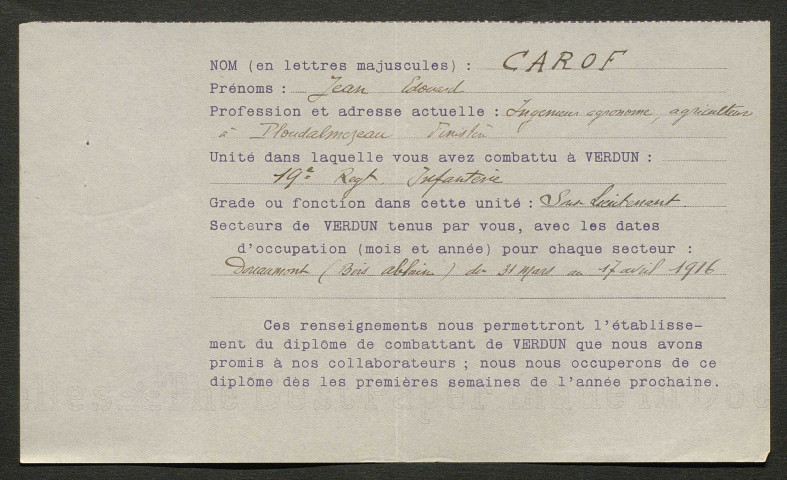 NOM (en lettres majuscules) : CAROF
Prénoms : Jean Edouard
Profession et adresse actuelle : Ingenieur agronome, agriculteur
à Ploudalmezeau Finistère
Unité dans laquelle vous avez combattu à VERDUN :
19e Regt Infanterie
Grade ou fonction dans cette unité : Sous Lieutenant
Secteurs de VERDUN tenus par vous, avec les dates
d'occupation (mois et année) pour chaque secteur :
Douaumont (Bois ablain) du 31 mars au 17 avril 1916
Ces renseignements nous permettront l'établisse-
ment du diplôme de combattant de VERDUN que nous avons
promis à nos collaborateurs ; nous nous occuperons de ce
diplôme dès les premières semaines de l'année prochaine.